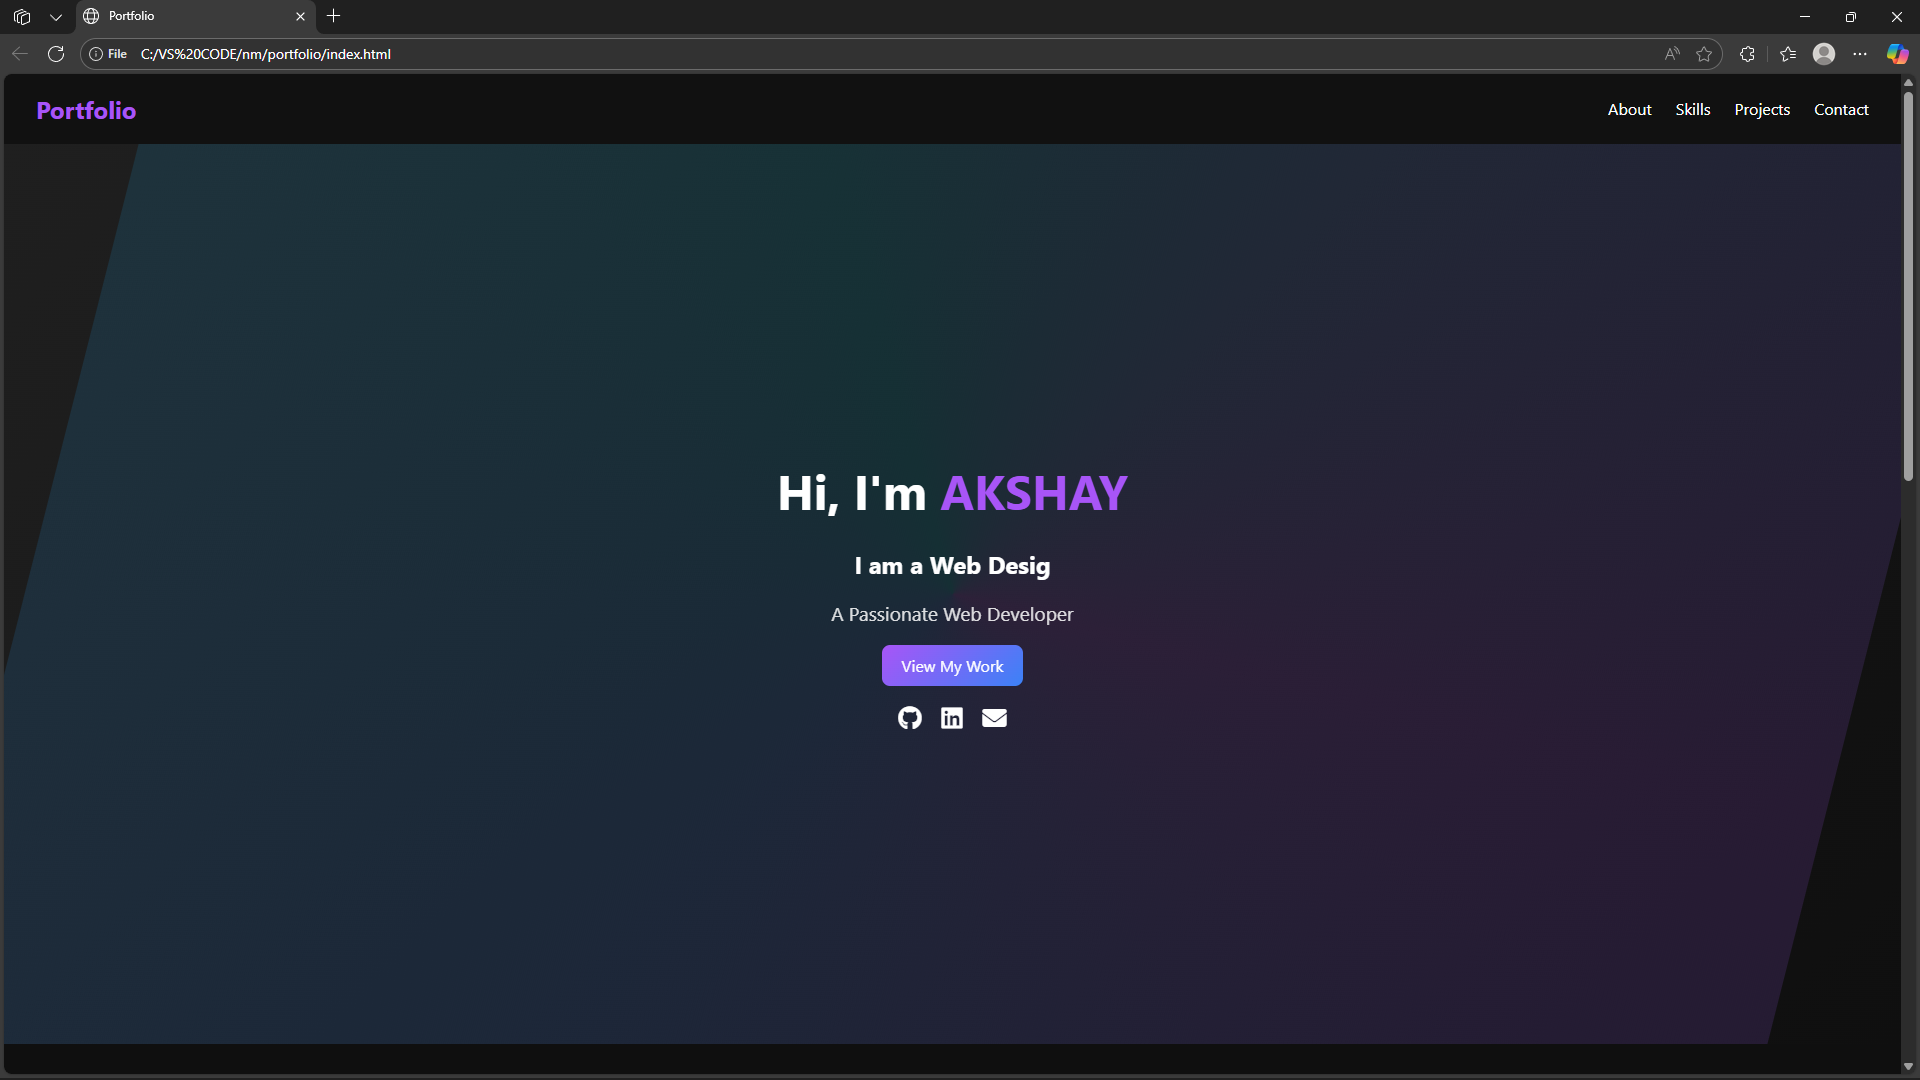 Portfolio
File C:/VS%20CODE/nm/portfolio/index.html
Portfolio
About Skills Projects Contact
Hi, I'm AKSHAY
I am a Web Desig
A Passionate Web Developer
View My Work